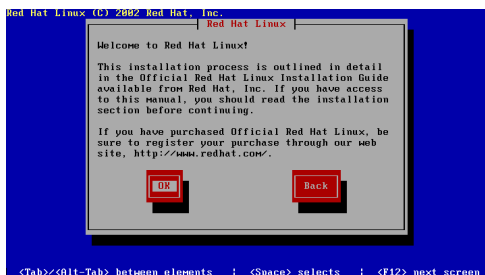 Red Hat Linux (C) 2002 Red Hat, Inc.
Red Hat Linux
Welcome to Red Hat Linux!
This installation process is outlined in detail
in the Official Red Hat Linux Installation Guide
available from Red Hat, Inc. If you have access
to this manual, you should read the installation
section before continuing.
If you have purchased Official Red Hat Linux, be
sure to register your purchase through our web
site, http://www.redhat.com/.
OK
Back
<Tab>/<Alt-Tab> between elements | <Space> selects | <F12> next screen